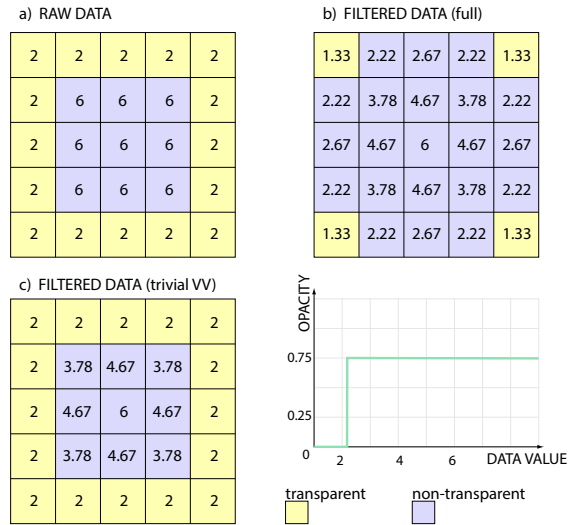 a) RAW DATA
2 2 2 2 2
2 6 6 6 2
2 6 6 6 2
2 6 6 6 2
2 2 2 2 2
b) FILTERED DATA (full)
1.33 2.22 2.67 2.22 1.33
2.22 3.78 4.67 3.78 2.22
2.67 4.67 6 4.67 2.67
2.22 3.78 4.67 3.78 2.22
1.33 2.22 2.67 2.22 1.33
c) FILTERED DATA (trivial VV)
2 2 2 2 2
2 3.78 4.67 3.78 2
2 4.67 6 4.67 2
2 3.78 4.67 3.78 2
2 2 2 2 2
OPACITY
0.75
0.25
0 2 4 6 DATA VALUE
transparent non-transparent